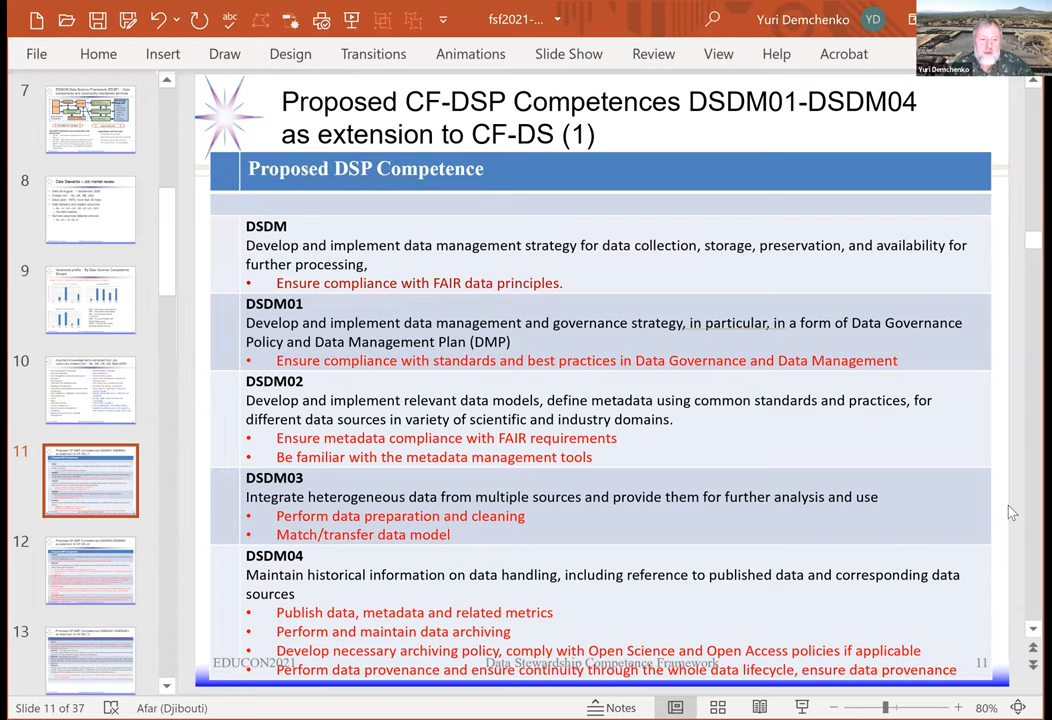 fsf2021-...
Yuri Demchenko
YD
File
Home
Insert
Draw
Design
Transitions
Animations
Slide Show
Review
View
Help
Acrobat
Yuri Demchenko
7
8
Data Stewards – Job market review
9
10
11
12
13
Proposed CF-DSP Competences DSDM01-DSDM04
as extension to CF-DS (1)
Proposed DSP Competence
DSDM
Develop and implement data management strategy for data collection, storage, preservation, and availability for
further processing,
• Ensure compliance with FAIR data principles.
DSDM01
Develop and implement data management and governance strategy, in particular, in a form of Data Governance
Policy and Data Management Plan (DMP)
• Ensure compliance with standards and best practices in Data Governance and Data Management
DSDM02
Develop and implement relevant data models, define metadata using common standards and practices, for
different data sources in variety of scientific and industry domains.
• Ensure metadata compliance with FAIR requirements
• Be familiar with the metadata management tools
DSDM03
Integrate heterogeneous data from multiple sources and provide them for further analysis and use
• Perform data preparation and cleaning
• Match/transfer data model
DSDM04
Maintain historical information on data handling, including reference to published data and corresponding data
sources
• Publish data, metadata and related metrics
• Perform and maintain data archiving
• Develop necessary archiving policy, comply with Open Science and Open Access policies if applicable
• Perform data provenance and ensure continuity through the whole data lifecycle, ensure data provenance
EDUCON2021
Data Stewardship Competence Framework
11
Slide 11 of 37
Afar (Djibouti)
Notes
80%